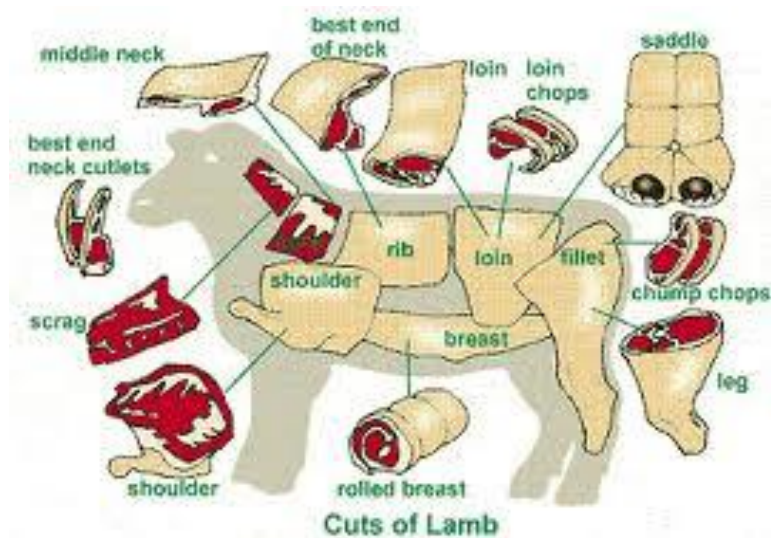 middle neck
best end
of neck
loin
loin
chops
saddle
best end
neck cutlets
scrag
shoulder
rib
loin
fillet
chump chops
breast
leg
shoulder
rolled breast
Cuts of Lamb